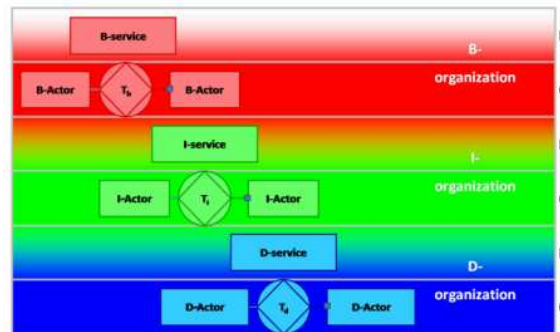 B-service
B-
organization
B-Actor
T_b
B-Actor
I-service
I-
organization
I-Actor
T_i
I-Actor
D-service
D-
organization
D-Actor
T_d
D-Actor